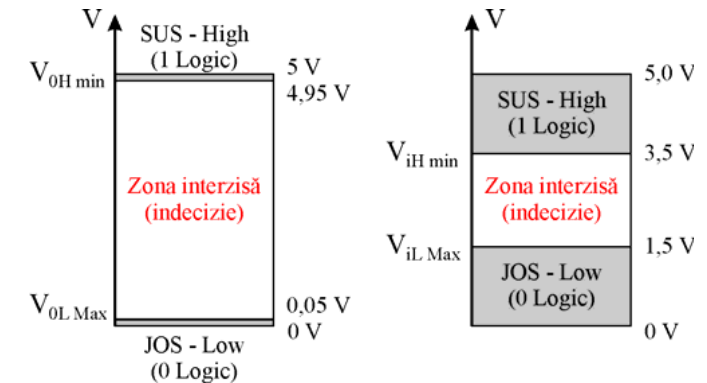 V
SUS - High
(1 Logic)
V0H min
5 V
4,95 V
Zona interzisă
(indecizie)
V0L Max
0,05 V
0 V
JOS - Low
(0 Logic)
V
5,0 V
SUS - High
(1 Logic)
ViH min
3,5 V
Zona interzisă
(indecizie)
ViL Max
1,5 V
JOS - Low
(0 Logic)
0 V